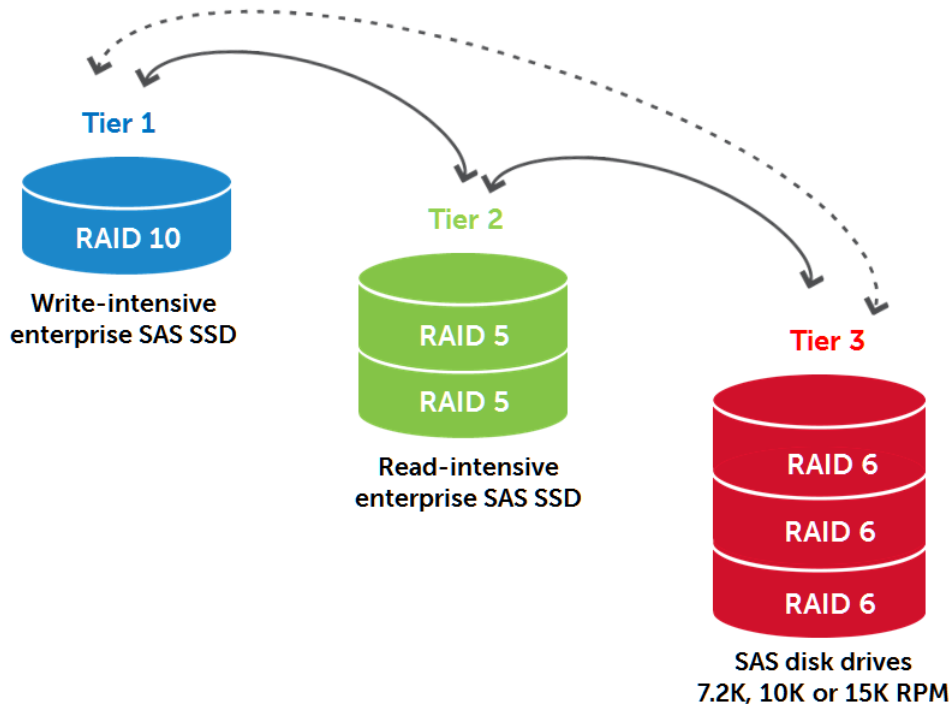 Tier 1
RAID 10
Write-intensive
enterprise SAS SSD
Tier 2
RAID 5
RAID 5
Read-intensive
enterprise SAS SSD
Tier 3
RAID 6
RAID 6
RAID 6
SAS disk drives
7.2K, 10K or 15K RPM